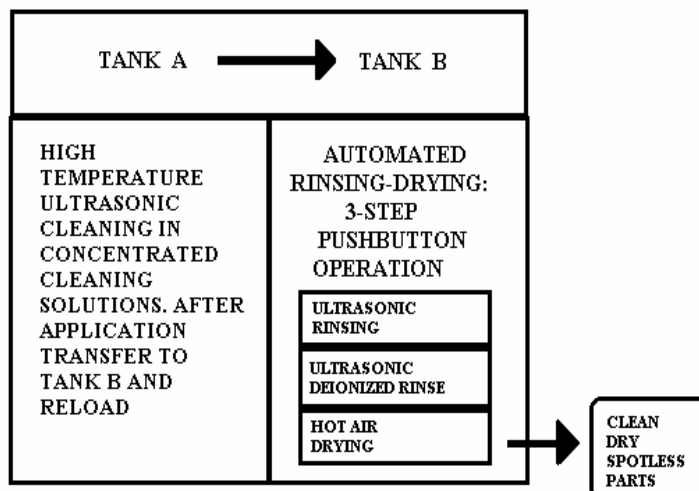 TANK A TANK B
HIGH
TEMPERATURE
ULTRASONIC
CLEANING IN
CONCENTRATED
CLEANING
SOLUTIONS. AFTER
APPLICATION
TRANSFER TO
TANK B AND
RELOAD
AUTOMATED
RINSING-DRYING:
3-STEP
PUSHBUTTON
OPERATION
ULTRASONIC
RINSING
ULTRASONIC
DEIONIZED RINSE
HOT AIR
DRYING
CLEAN
DRY
SPOTLESS
PARTS